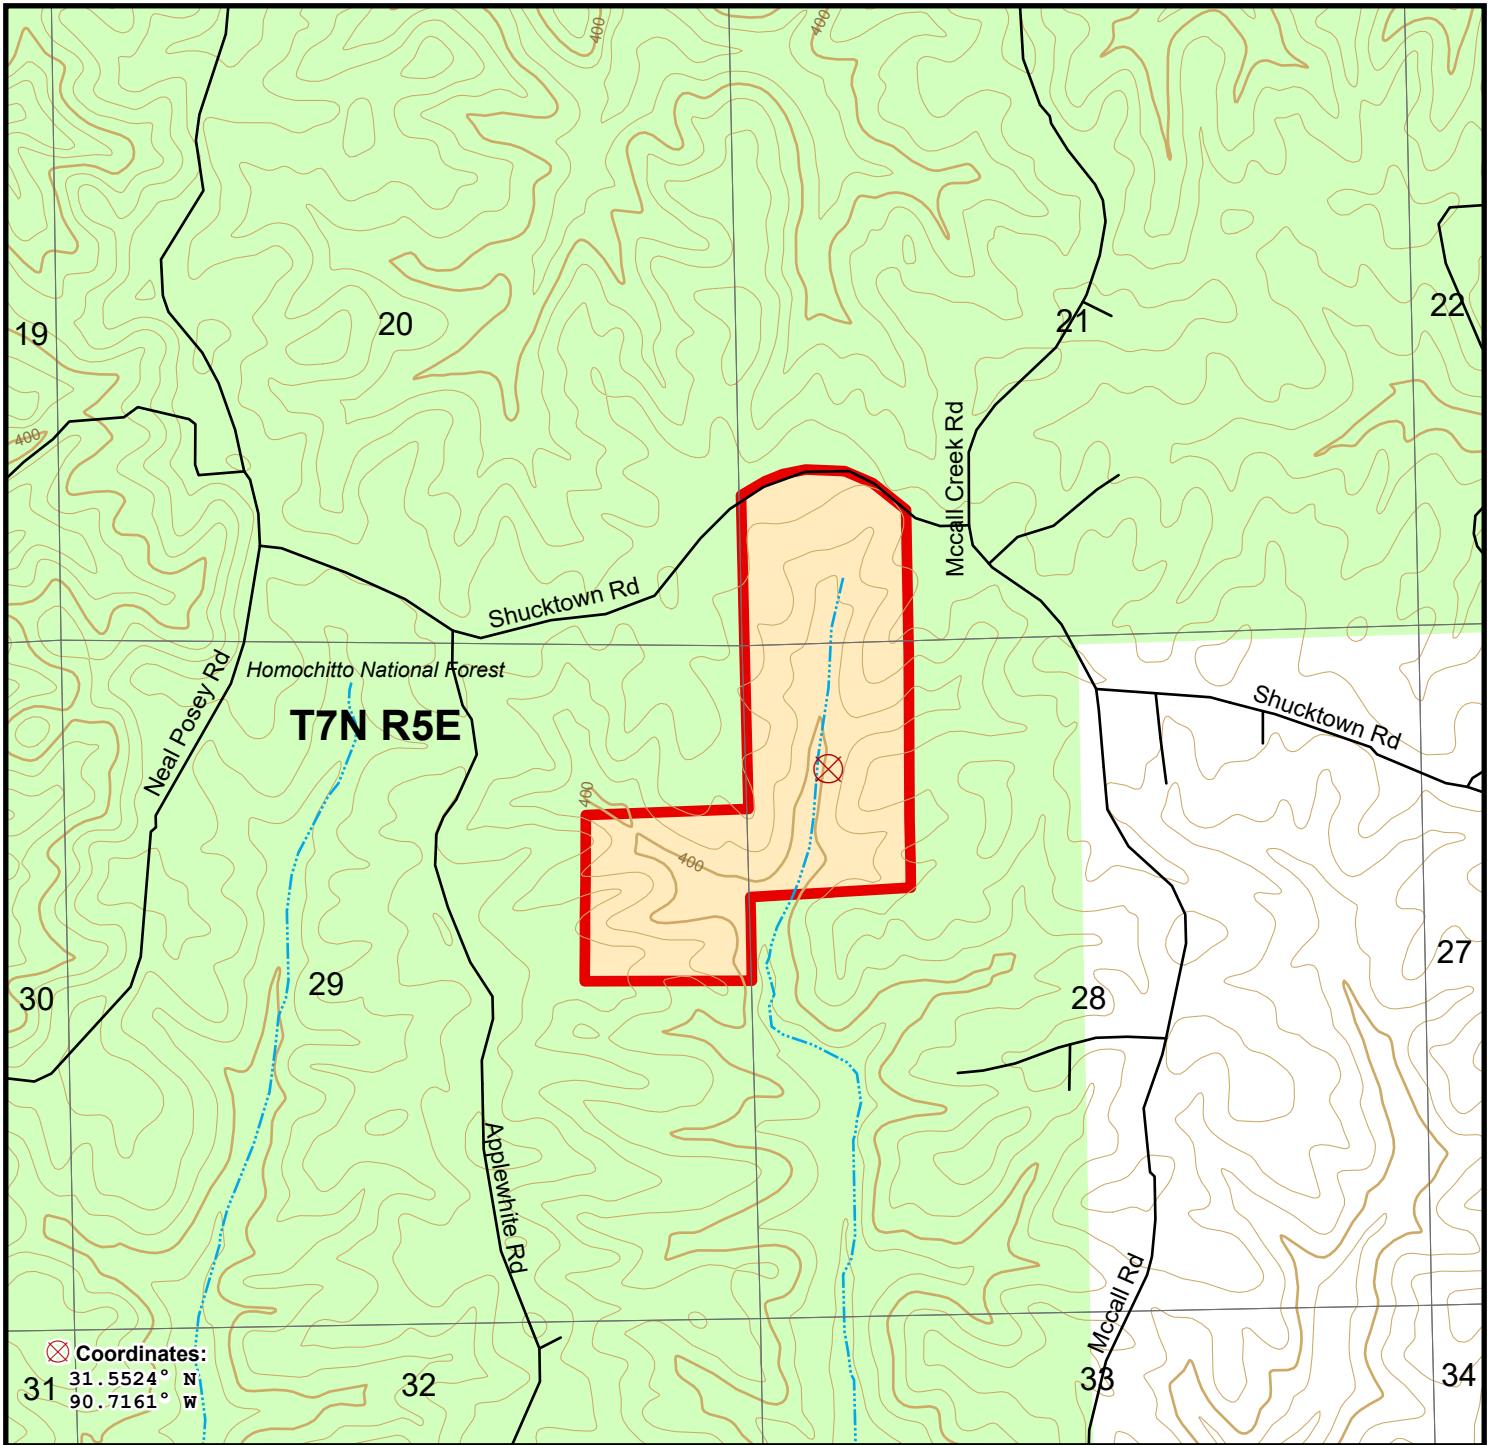 400
400
19
20
21
22
400
Mccall Creek Rd
Shucktown Rd
Homochitto National Forest
Neal Posey Rd
T7N R5E
Shucktown Rd
400
400
30
29
28
27
Applewhite Rd
Mccall Rd
Coordinates:
31.5524° N
90.7161° W
31
32
33
34